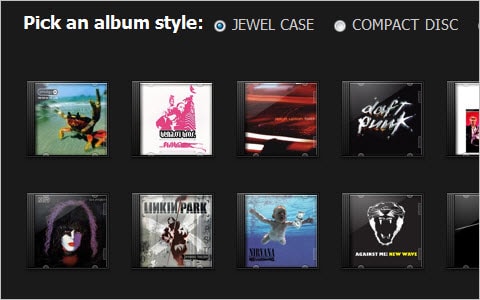 Pick an album style: JEWEL CASE COMPACT DISC
daft
punk
LINKIN PARK
NIRVANA
AGAINST ME! NEW WAVE